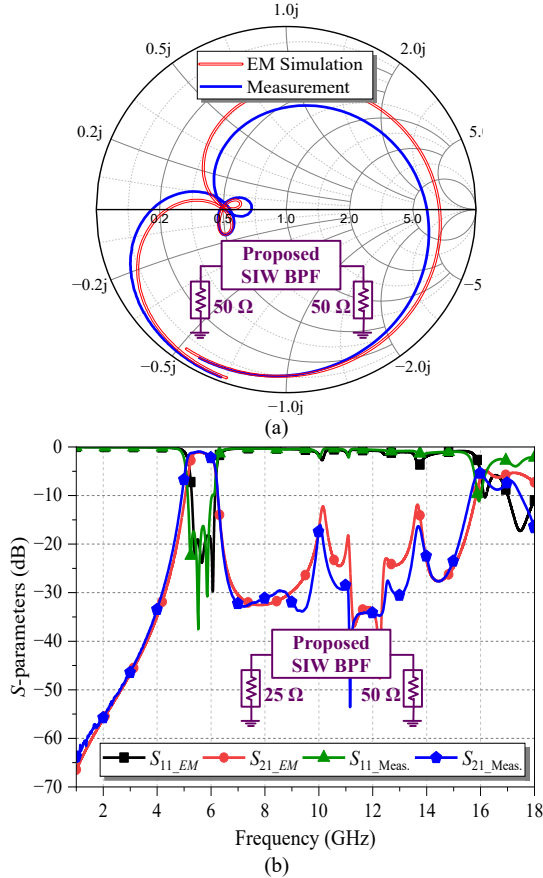 1.0j
0.5j
2.0j
EM Simulation
Measurement
0.2j
5.
0.2
0.5
1.0
2.0
5.0
Proposed
SIW BPF
−0.2j
−5
50 Ω
50 Ω
−0.5j
−2.0j
−1.0j
(a)
0
−10
−20
−30
−40
−50
−60
−70
S-parameters (dB)
Proposed
SIW BPF
25 Ω
50 Ω
S11_EM
S21_EM
S11_Meas.
S21_Meas.
2 4 6 8 10 12 14 16 18
Frequency (GHz)
(b)